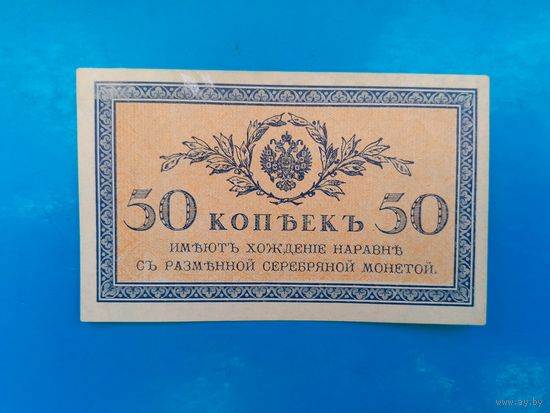 50 КОПѢЕКЪ 50
ИМѢЮТЪ ХОЖДЕНІЕ НАРАВНѢ
СЪ РАЗМѢННОЙ СЕРЕБРЯНОЙ МОНЕТОЙ.
www.ay.by